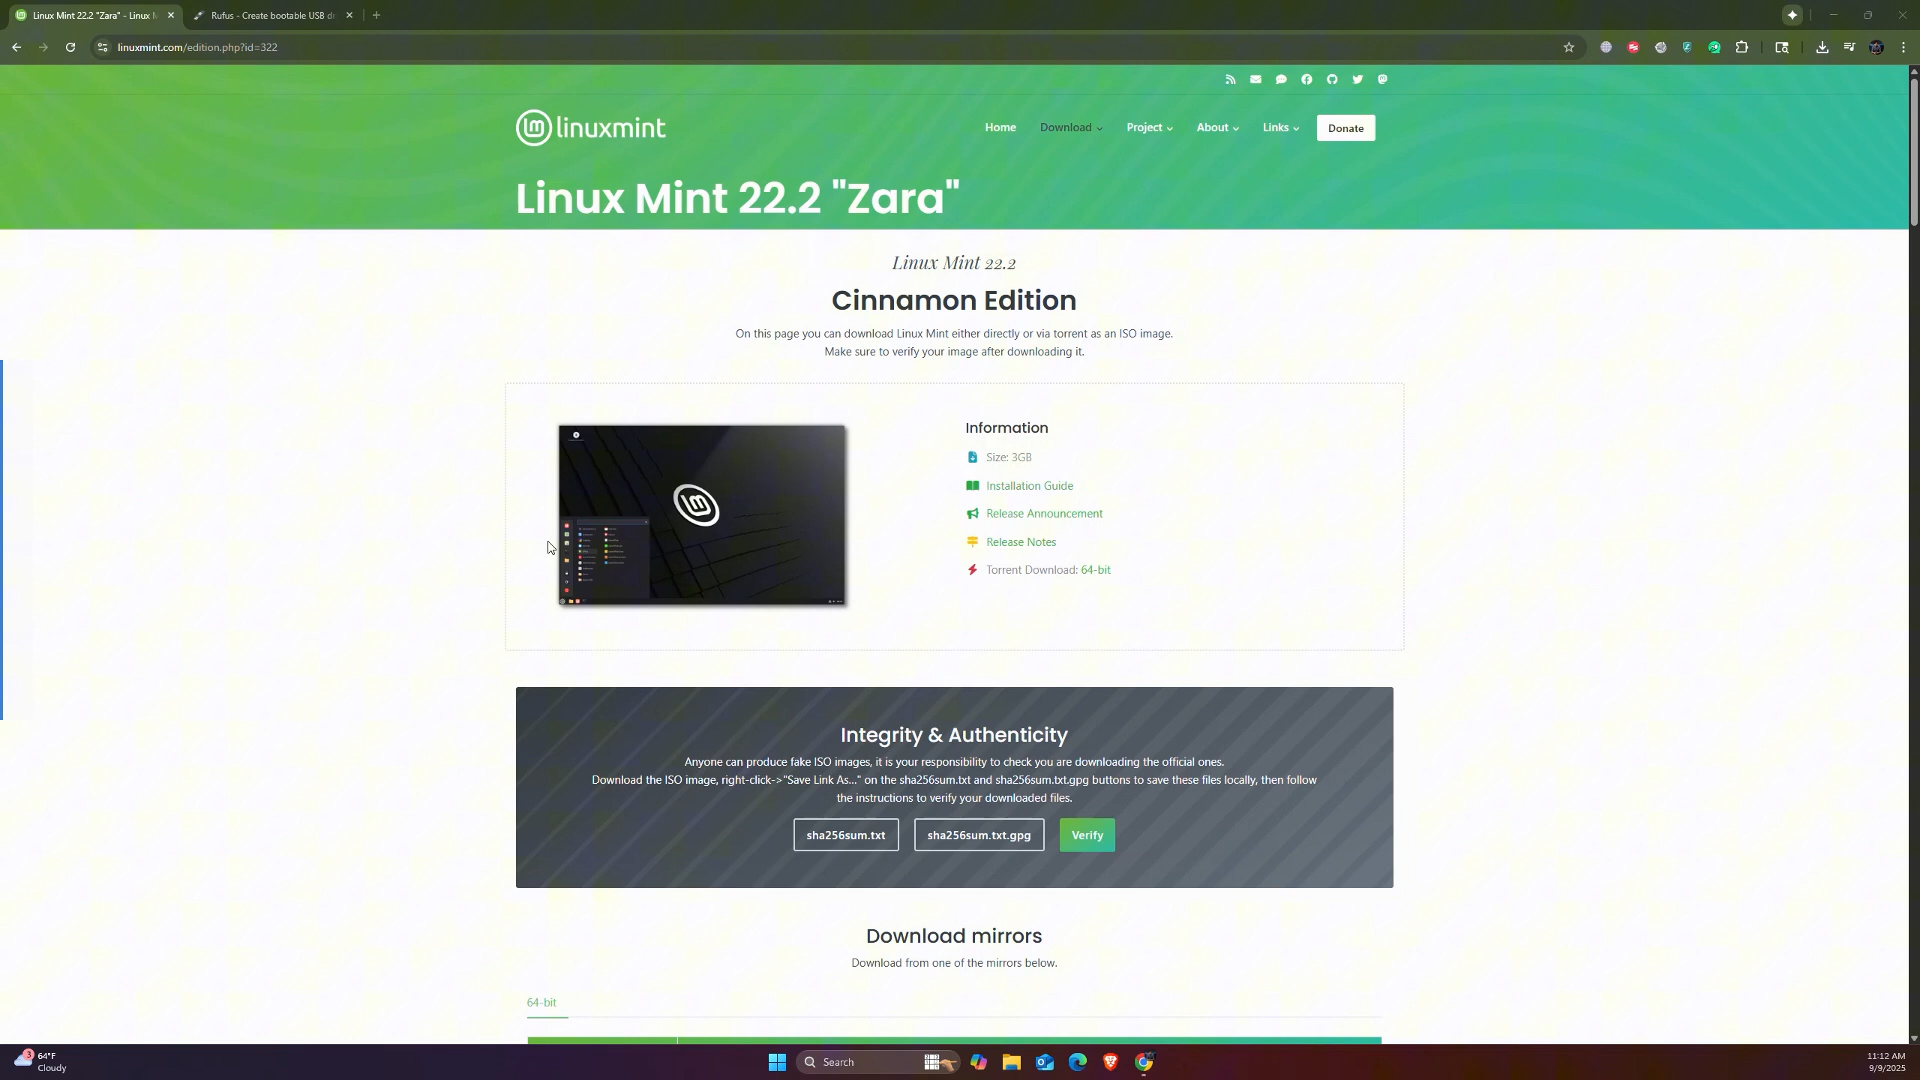 Linux Mint 22.2 "Zara" - Linux M
Rufus - Create bootable USB dr
linuxmint.com/edition.php?id=322
linuxmint
Home
Download
Project
About
Links
Donate
Linux Mint 22.2 "Zara"
Linux Mint 22.2
Cinnamon Edition
On this page you can download Linux Mint either directly or via torrent as an ISO image.
Make sure to verify your image after downloading it.
Information
Size: 3GB
Installation Guide
Release Announcement
Release Notes
Torrent Download: 64-bit
Integrity & Authenticity
Anyone can produce fake ISO images, it is your responsibility to check you are downloading the official ones.
Download the ISO image, right-click->"Save Link As..." on the sha256sum.txt and sha256sum.txt.gpg buttons to save these files locally, then follow
the instructions to verify your downloaded files.
sha256sum.txt
sha256sum.txt.gpg
Verify
Download mirrors
Download from one of the mirrors below.
64-bit
3
64°F
Cloudy
Search
11:12 AM
9/9/2025